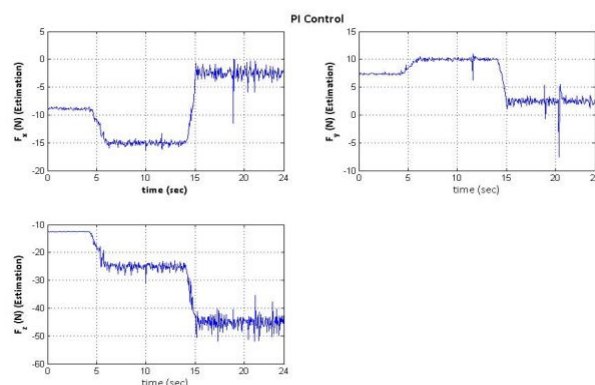 PI Control
5
0
-5
-10
-15
-20
0 5 10 15 20 24
F_x (N) (Estimation)
time (sec)
15
10
5
0
-5
-10
0 5 10 15 20 24
F_y (N) (Estimation)
time (sec)
-10
-20
-30
-40
-50
-60
0 5 10 15 20 24
F_z (N) (Estimation)
time (sec)